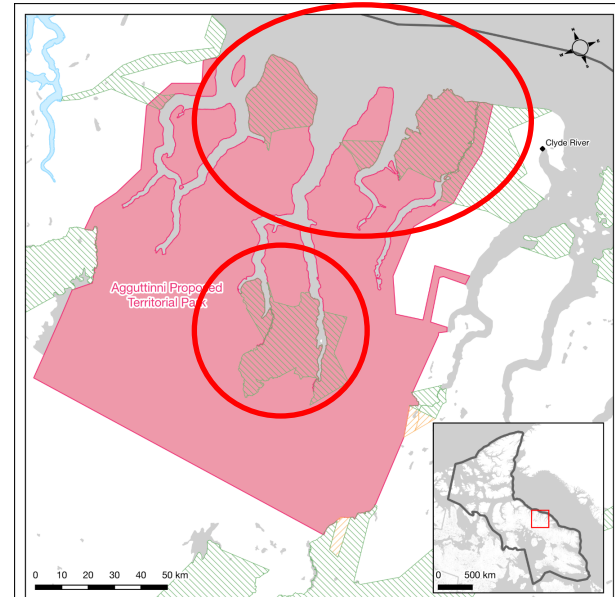 Clyde River
Agguttinni Proposed
Territorial Park
0 10 20 30 40 50 km
0 500 km